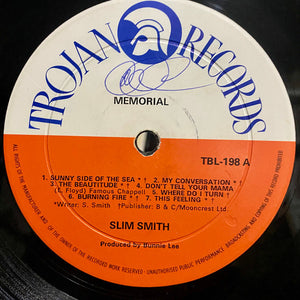 TROJAN RECORDS
MEMORIAL
TBL-198 A
1. SUNNY SIDE OF THE SEA * † 2. MY CONVERSATION * †
3. THE BEAUTITUDE * † 4. DON'T TELL YOUR MAMA
(E. Floyd) Famous Chappell 5. WHERE DO I TURN †
6. BURNING FIRE * † 7. THIS FEELING * †
*Writer: S. Smith †Publisher: B & C/Mooncrest Ltd.
SLIM SMITH
Produced by Bunnie Lee
ALL RIGHTS OF THE MANUFACTURER AND OF THE OWNER OF THE RECORDED WORK RESERVED - UNAUTHORISED PUBLIC PERFORMANCE, BROADCASTING AND COPYING OF THIS RECORD PROHIBITED